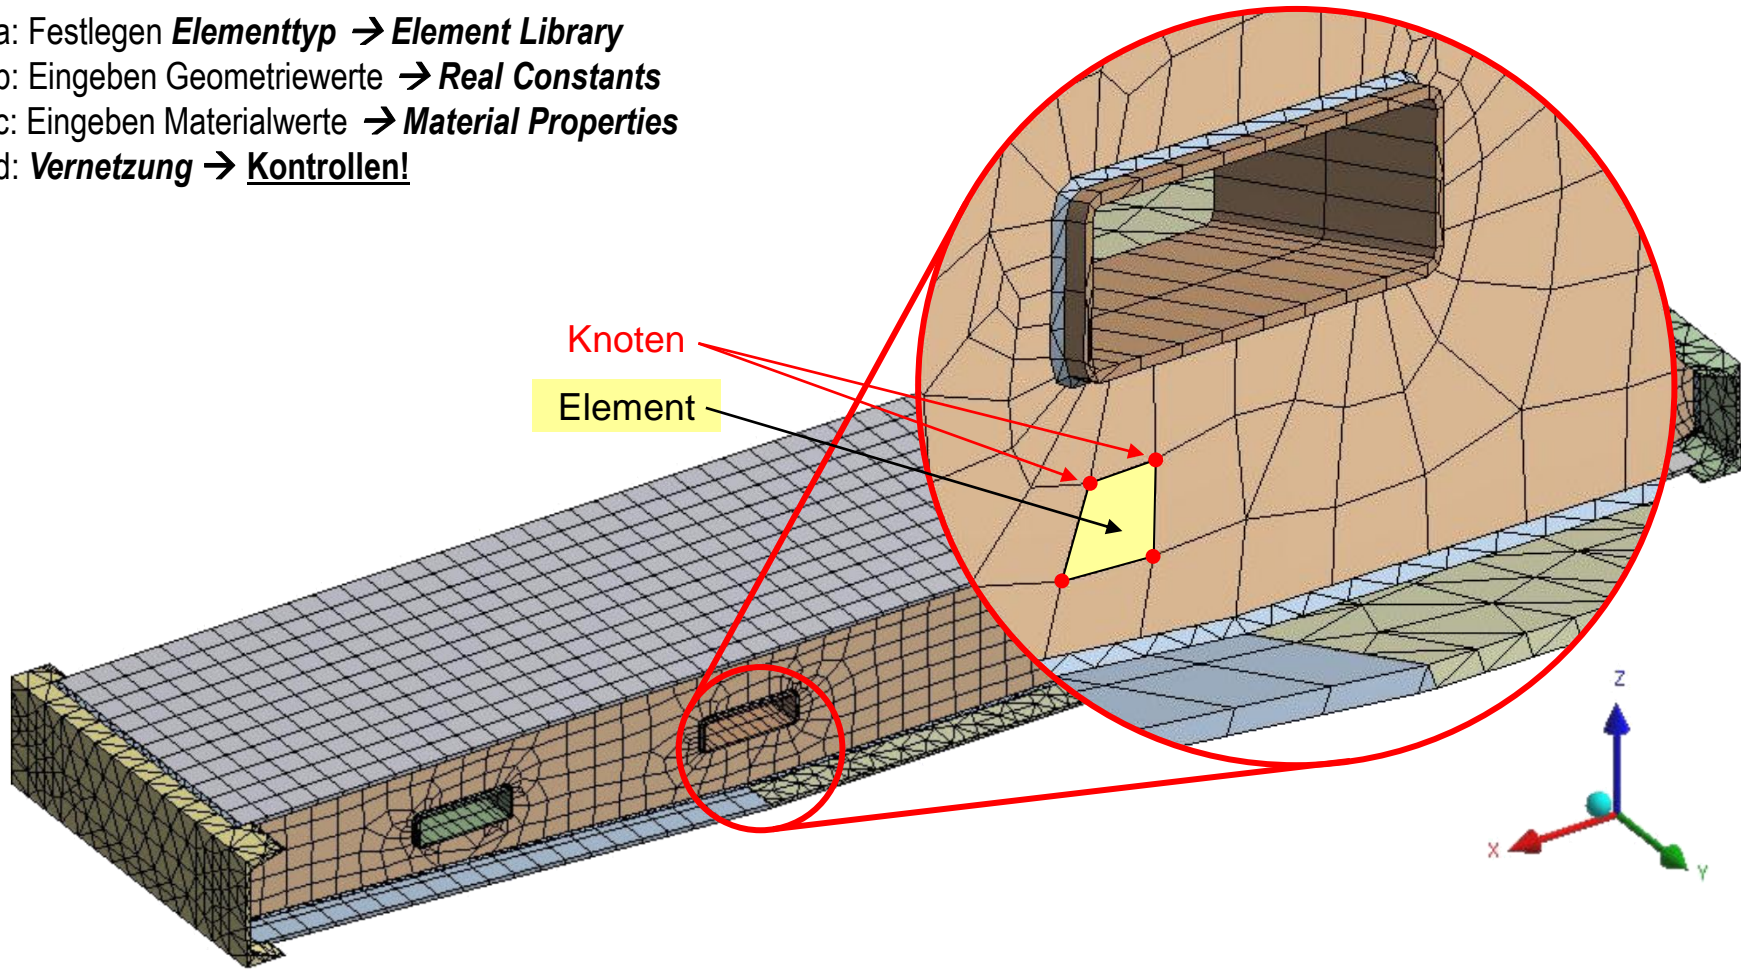 a: Festlegen Elementtyp → Element Library
b: Eingeben Geometriewerte → Real Constants
c: Eingeben Materialwerte → Material Properties
d: Vernetzung → Kontrollen!
Knoten
Element
Z
X
Y